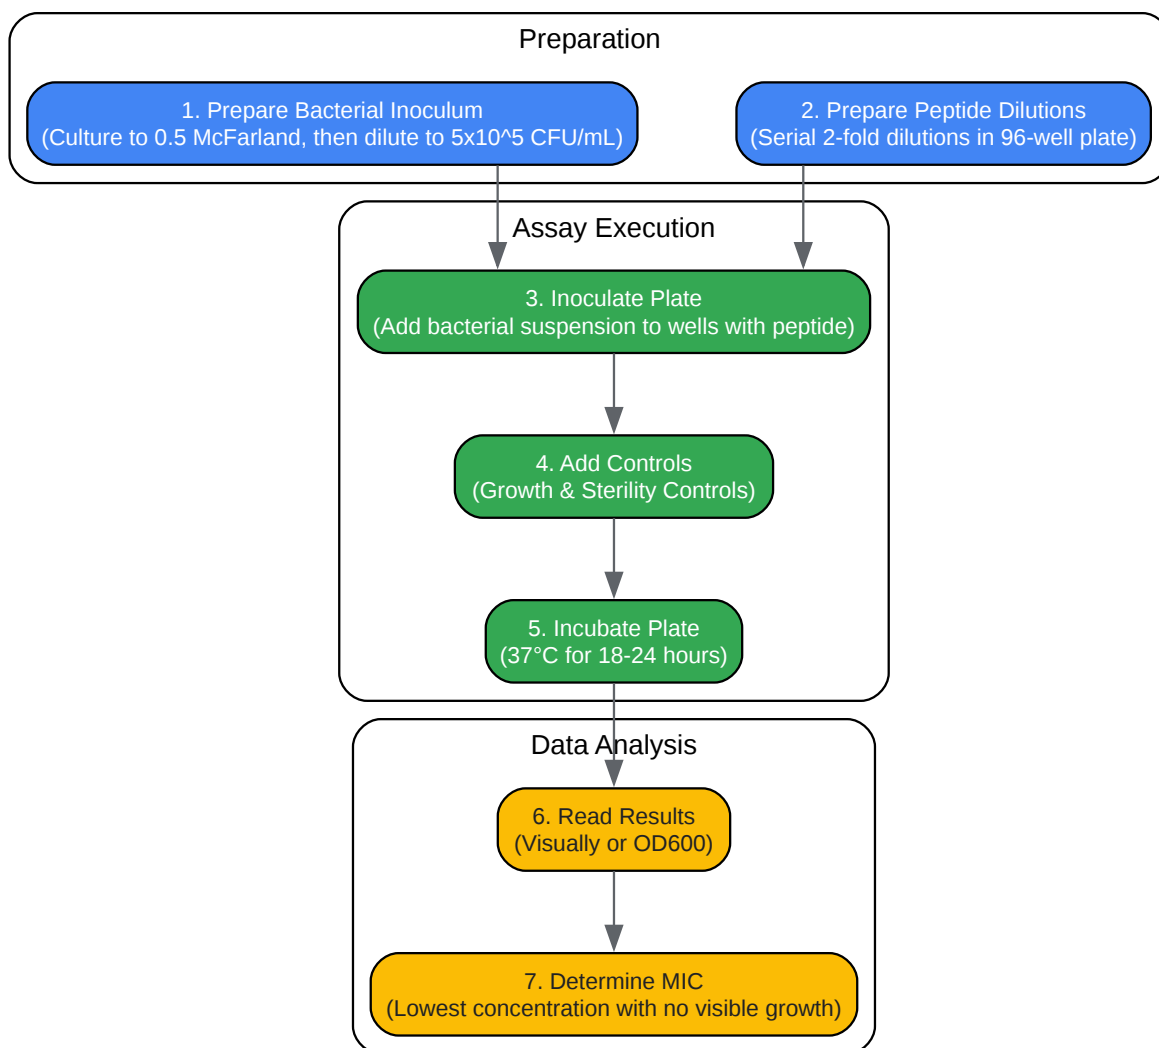 Preparation
1. Prepare Bacterial Inoculum
(Culture to 0.5 McFarland, then dilute to 5x10^5 CFU/mL)
2. Prepare Peptide Dilutions
(Serial 2-fold dilutions in 96-well plate)
Assay Execution
3. Inoculate Plate
(Add bacterial suspension to wells with peptide)
4. Add Controls
(Growth & Sterility Controls)
5. Incubate Plate
(37°C for 18-24 hours)
Data Analysis
6. Read Results
(Visually or OD600)
7. Determine MIC
(Lowest concentration with no visible growth)